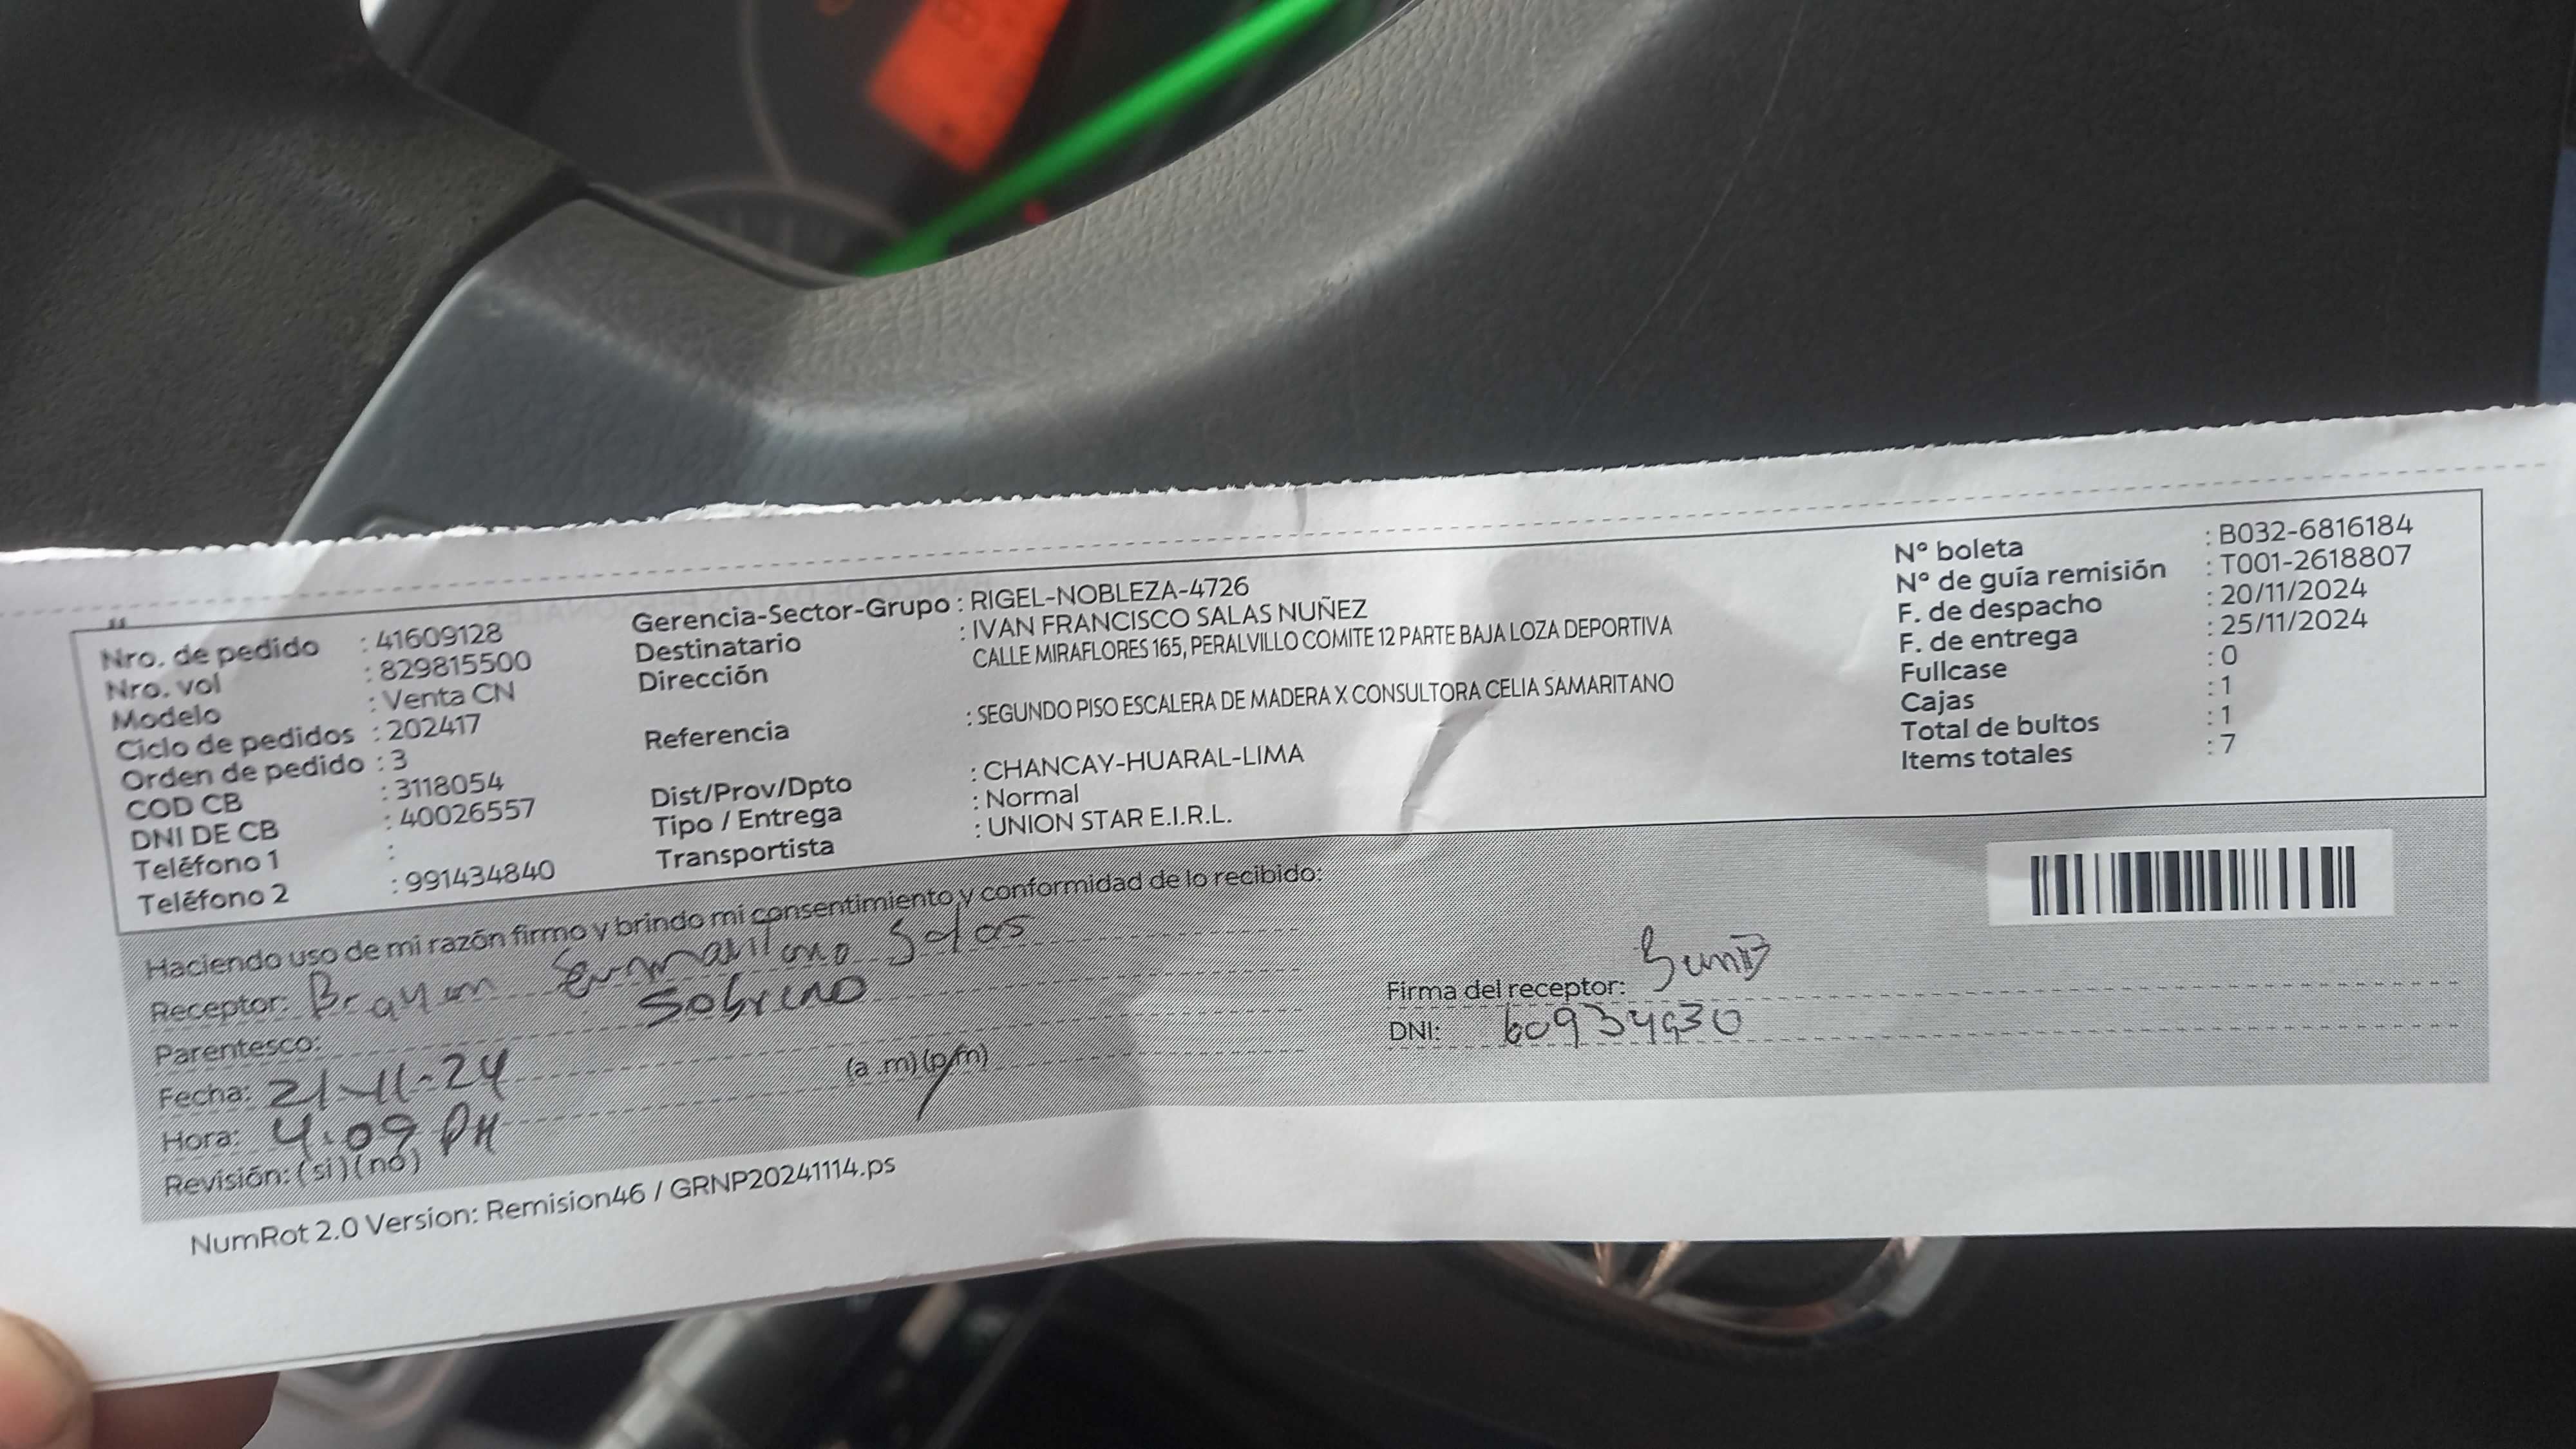 Nro. de pedido : 41609128
Nro. vol : 829815500
Modelo : Venta CN
Ciclo de pedidos : 202417
Orden de pedido : 3
COD CB : 3118054
DNI DE CB : 40026557
Teléfono 1 :
Teléfono 2 : 991434840
Gerencia-Sector-Grupo : RIGEL-NOBLEZA-4726
Destinatario : IVAN FRANCISCO SALAS NUÑEZ
Dirección CALLE MIRAFLORES 165, PERALVILLO COMITE 12 PARTE BAJA LOZA DEPORTIVA
Referencia : SEGUNDO PISO ESCALERA DE MADERA X CONSULTORA CELIA SAMARITANO
Dist/Prov/Dpto : CHANCAY-HUARAL-LIMA
Tipo / Entrega : Normal
Transportista : UNION STAR E.I.R.L.
N° boleta : B032-6816184
N° de guía remisión : T001-2618807
F. de despacho : 20/11/2024
F. de entrega : 25/11/2024
Fullcase : 0
Cajas : 1
Total de bultos : 1
Items totales : 7
Haciendo uso de mi razón firmo y brindo mi consentimiento y conformidad de lo recibido:
Receptor: Brayan Salas
Parentesco: Sobrino
Fecha: 21-11-24
Hora: 4:09 PM (a .m) (p/m)
Revisión: (si) (no)
Firma del receptor:
DNI: 60934930
NumRot 2.0 Version: Remision46 / GRNP20241114.ps